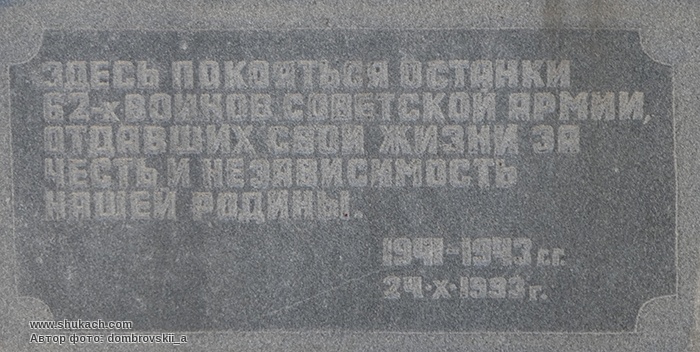 ЗДЕСЬ ПОКОЯТЬСЯ ОСТАНКИ
62-х ВОИНОВ СОВЕТСКОЙ АРМИИ,
ОТДАВШИХ СВОИ ЖИЗНИ ЗА
ЧЕСТЬ И НЕЗАВИСИМОСТЬ
НАШЕЙ РОДИНЫ.
1941-1943 г.г.
24·X·1993г.
www.shukach.com
Автор фото: dombrovskii_a